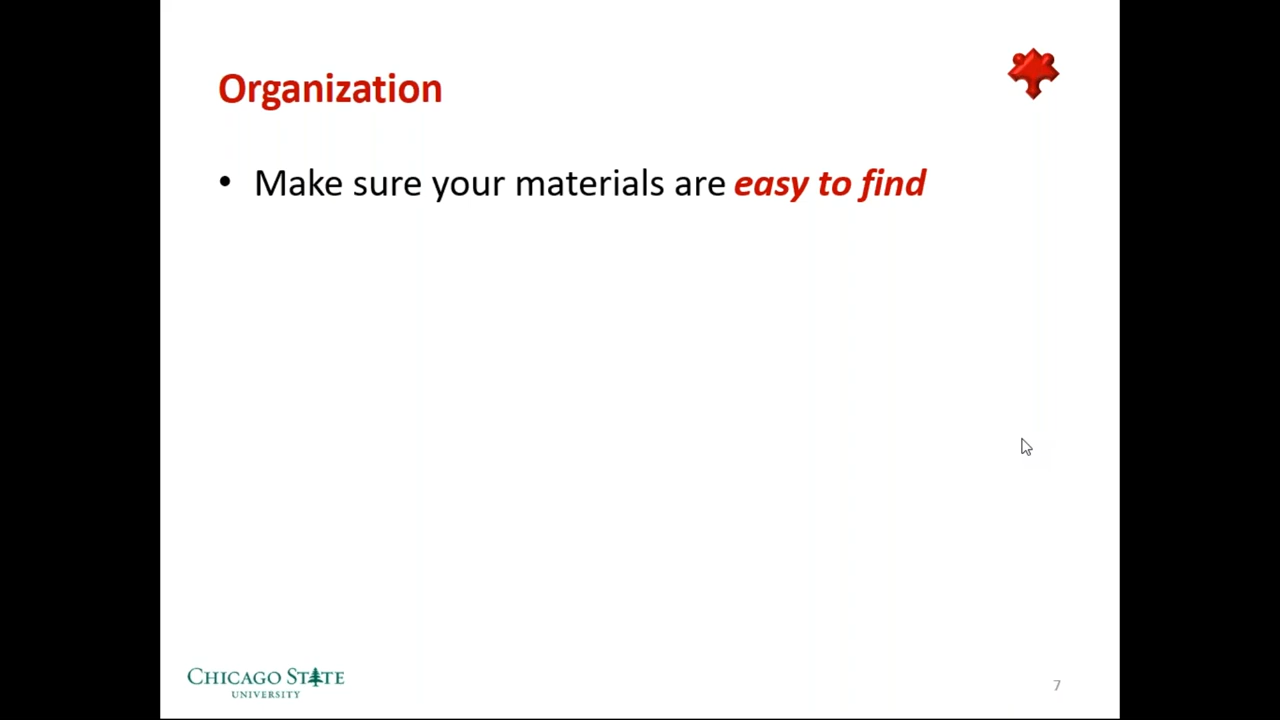 Organization
• Make sure your materials are easy to find
CHICAGO STATE
UNIVERSITY
7